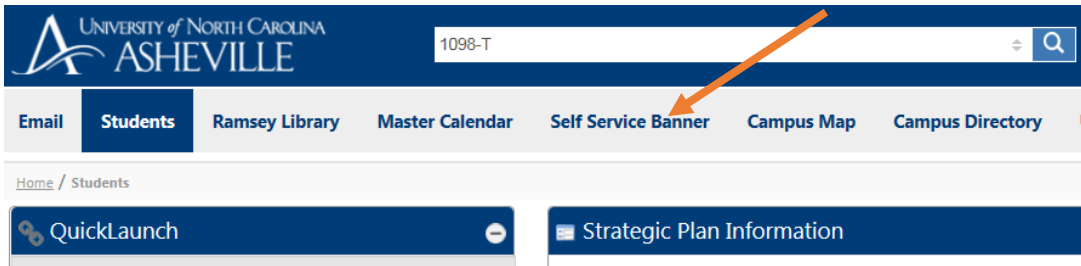 UNIVERSITY of NORTH CAROLINA
ASHEVILLE
1098-T
Email Students Ramsey Library Master Calendar Self Service Banner Campus Map Campus Directory
Home / Students
QuickLaunch Strategic Plan Information